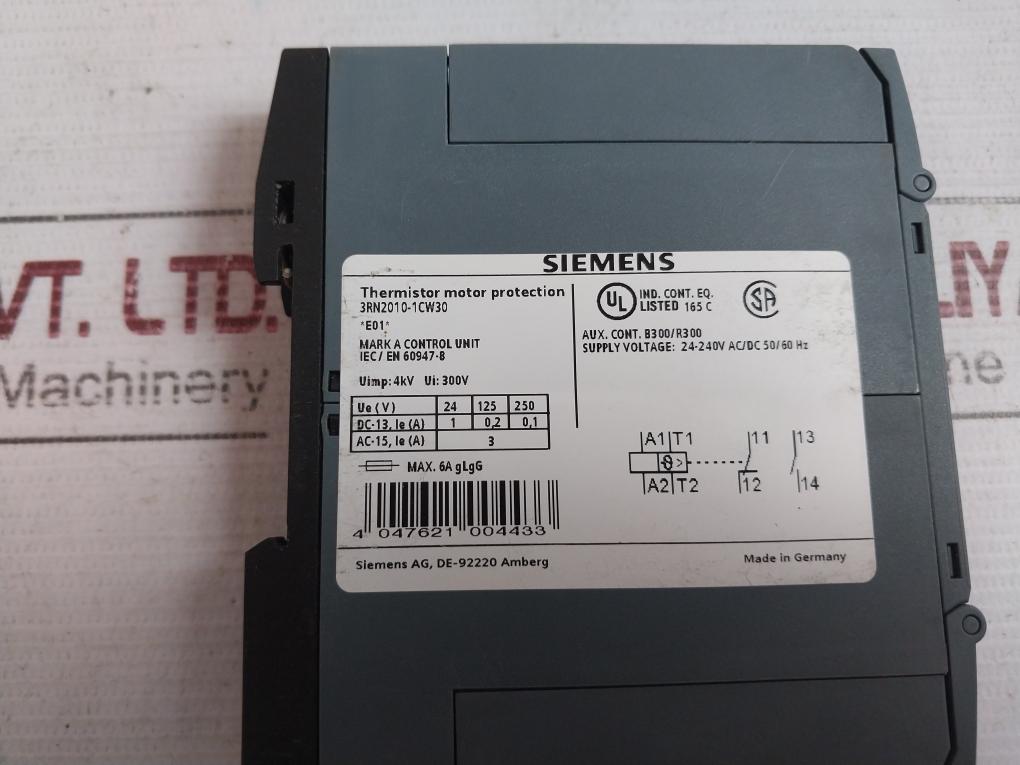 SIEMENS
Thermistor motor protection
3RN2010-1CW30
*E01*
MARK A CONTROL UNIT
IEC/ EN 60947-8
Uimp: 4kV Ui: 300V
Ue (V) 24 125 250
DC-13, Ie (A) 1 0,2 0,1
AC-15, Ie (A) 3
MAX. 6A gLgG
4 047621 004433
UL IND. CONT. EQ.
LISTED 165 C
SA
AUX. CONT. B300/R300
SUPPLY VOLTAGE: 24-240V AC/DC 50/60 Hz
A1 T1 11 13
ϑ>
A2 T2 12 14
Siemens AG, DE-92220 Amberg
Made in Germany
VT. LTD.
Machinery